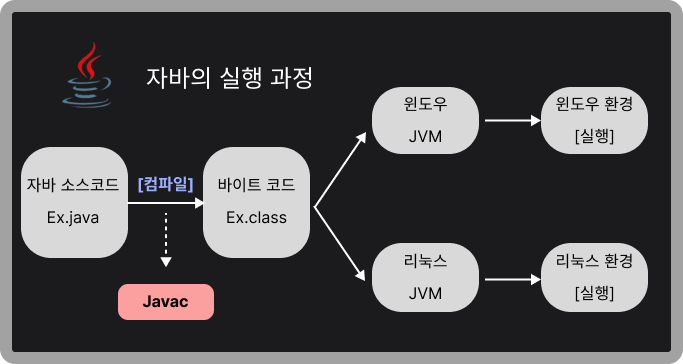 자바의 실행 과정
자바 소스코드
Ex.java
[컴파일]
Javac
바이트 코드
Ex.class
윈도우
JVM
윈도우 환경
[실행]
리눅스
JVM
리눅스 환경
[실행]